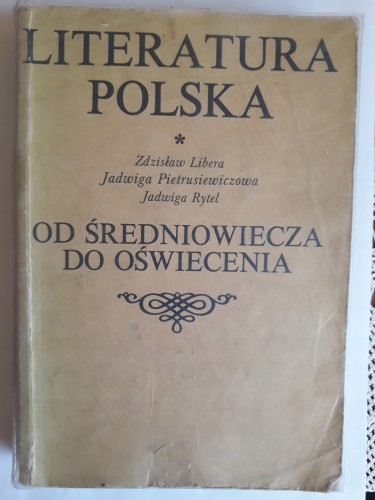 LITERATURA
POLSKA
*
Zdzisław Libera
Jadwiga Pietrusiewiczowa
Jadwiga Rytel
OD ŚREDNIOWIECZA
DO OŚWIECENIA